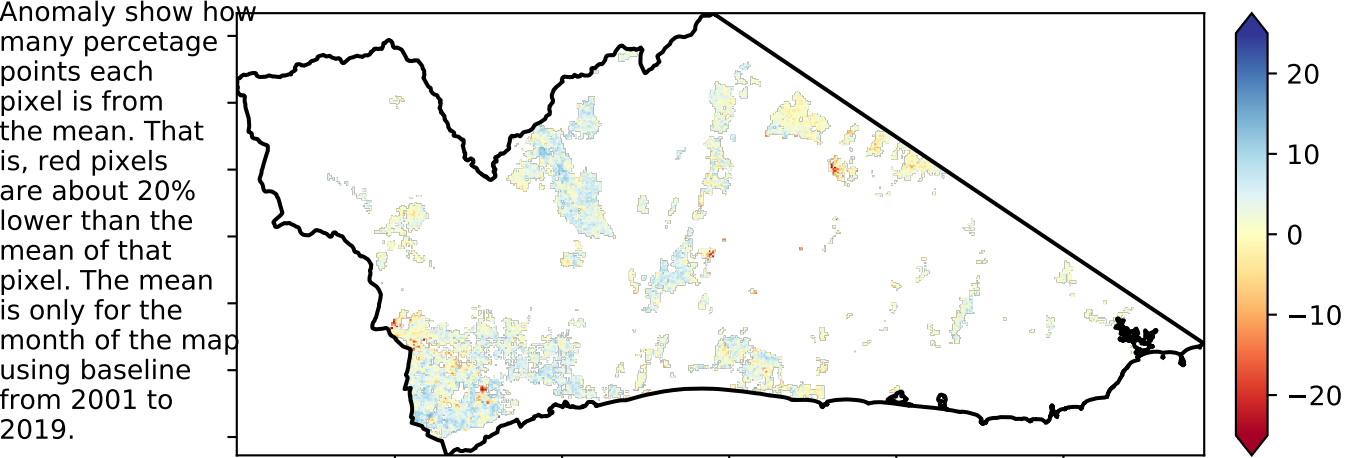 Anomaly show how
many percetage
points each
pixel is from
the mean. That
is, red pixels
are about 20%
lower than the
mean of that
pixel. The mean
is only for the
month of the map
using baseline
from 2001 to
2019.
20
10
0
−10
−20